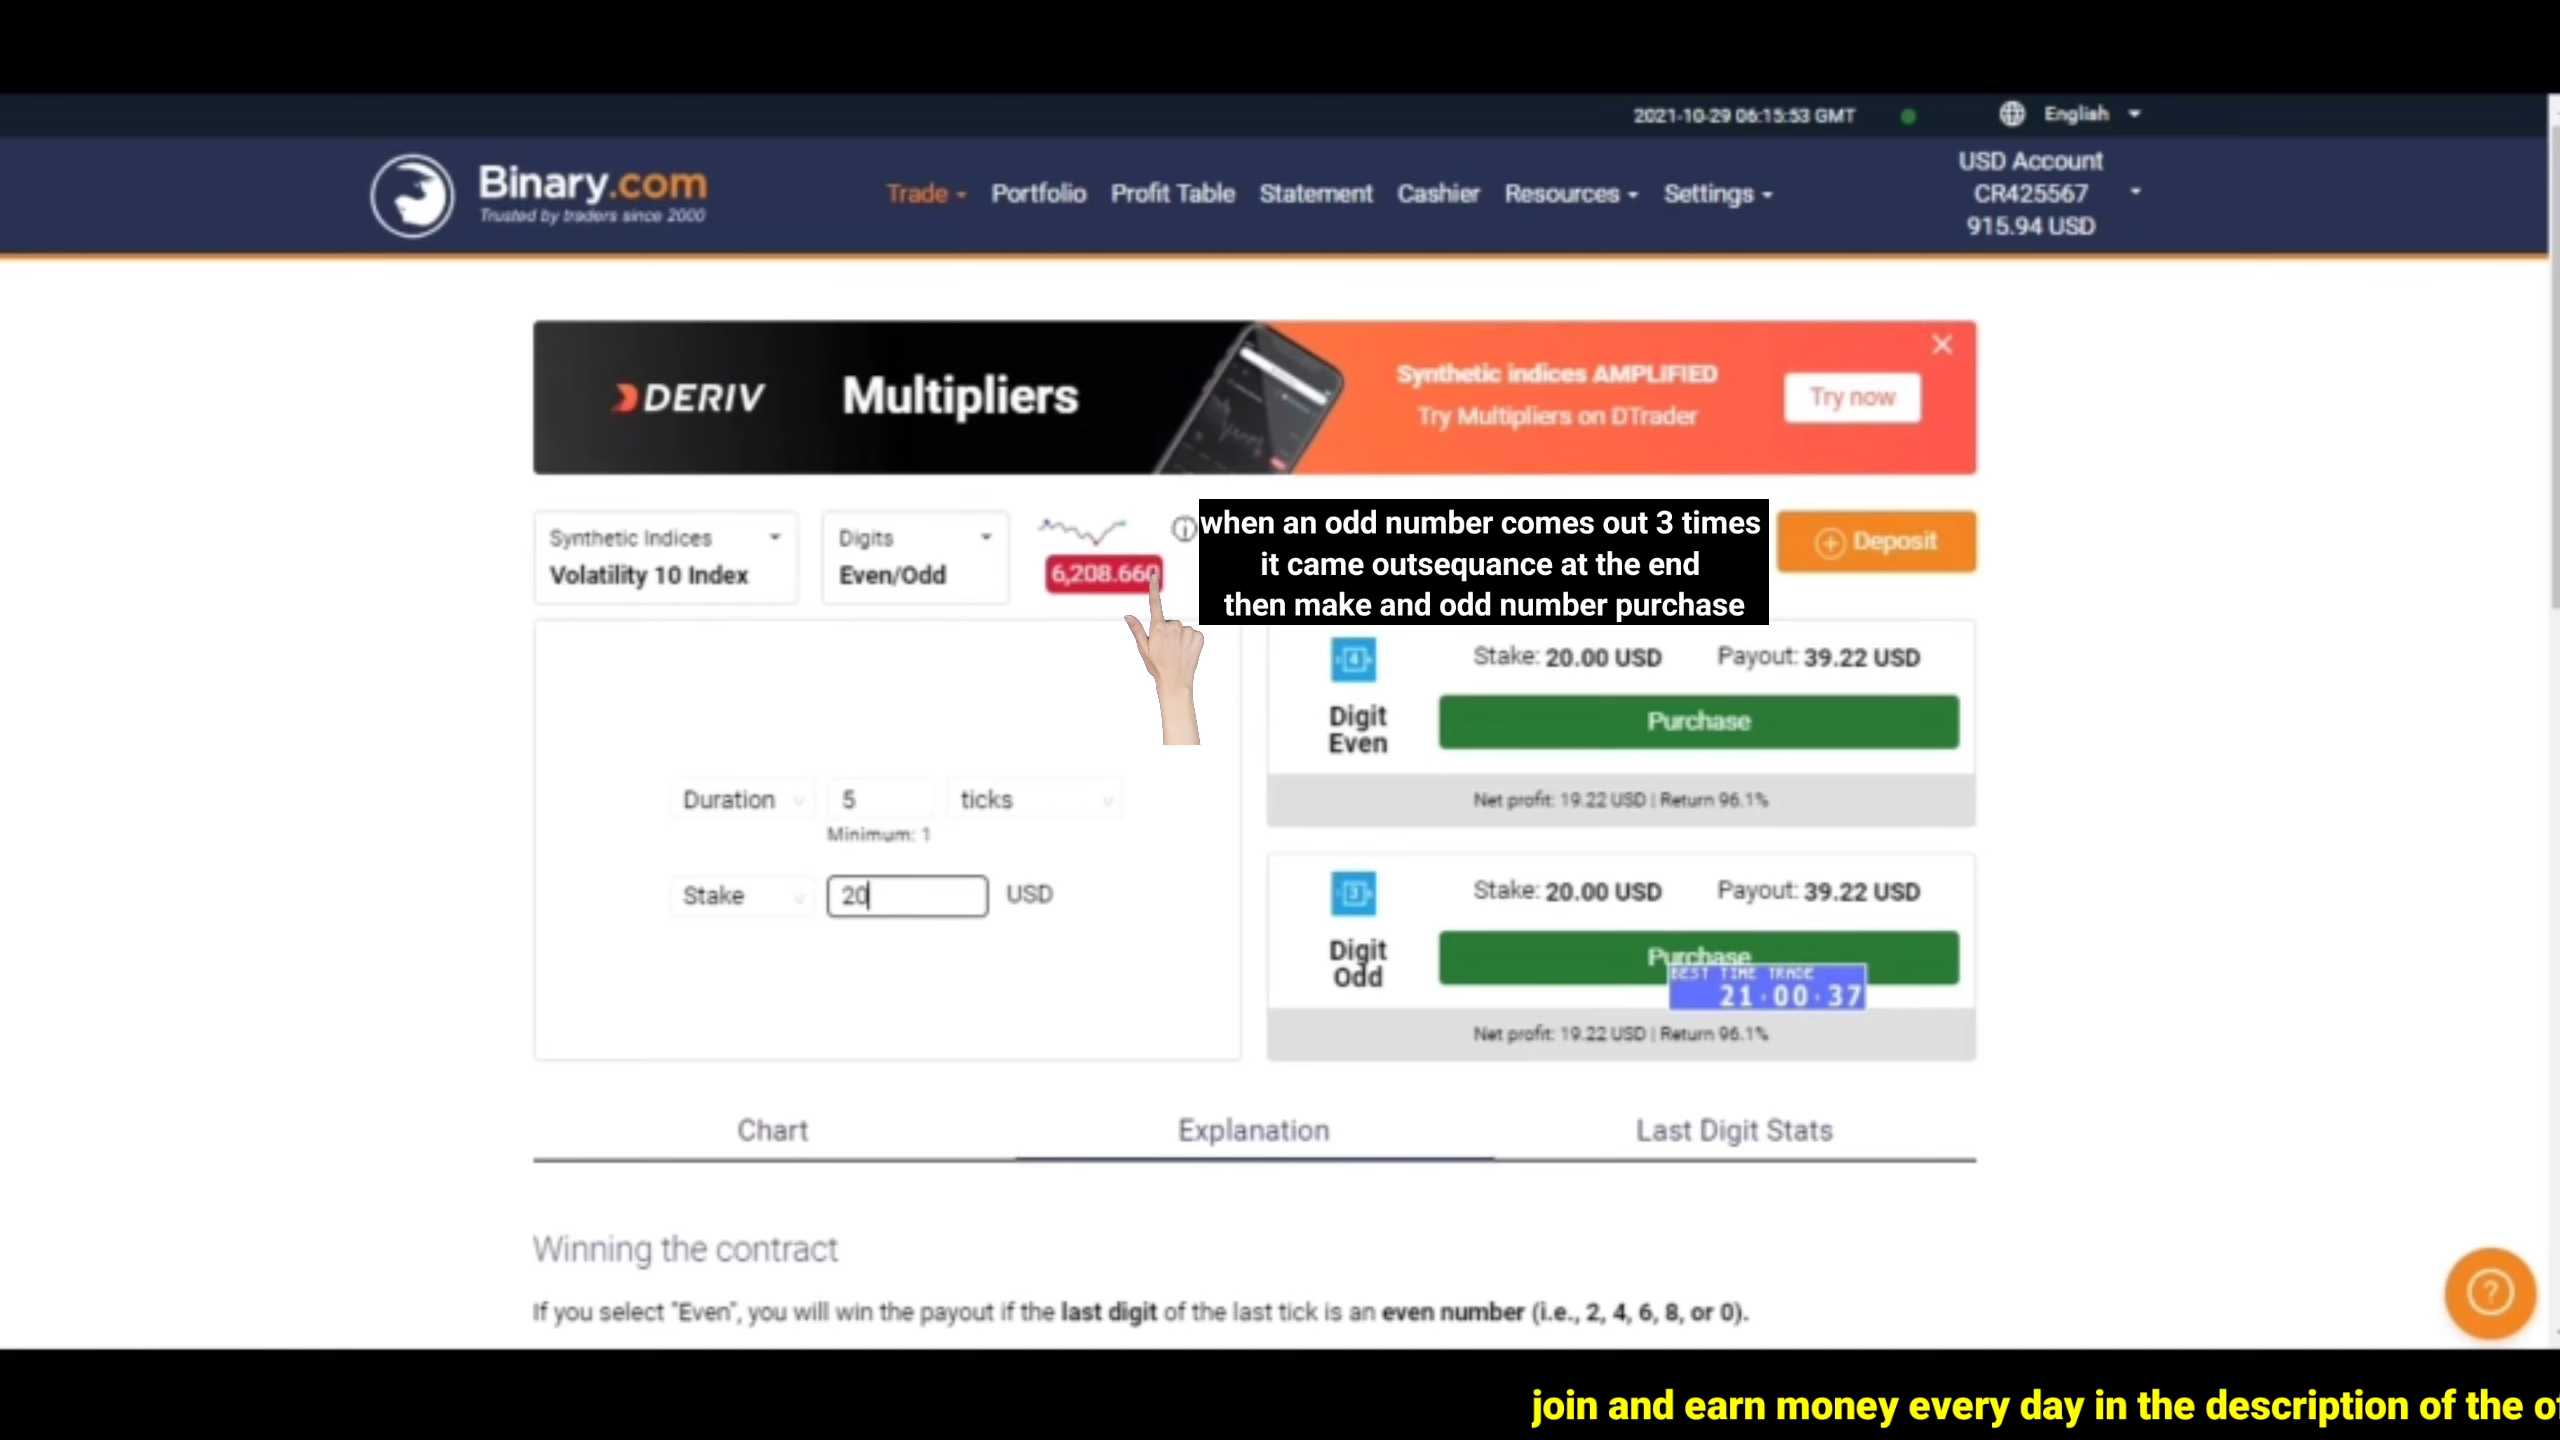 2021-10-29 06:15:53 GMT
English
Binary.com
Trusted by traders since 2000
Trade
Portfolio
Profit Table
Statement
Cashier
Resources
Settings
USD Account
CR425567
915.94 USD
DERIV
Multipliers
Synthetic indices AMPLIFIED
Try Multipliers on DTrader
Try now
Synthetic Indices
Volatility 10 Index
Digits
Even/Odd
6,208.660
when an odd number comes out 3 times
it came outsequance at the end
then make and odd number purchase
Deposit
Duration
5
ticks
Minimum: 1
Stake
20
USD
4
Digit
Even
Stake: 20.00 USD
Payout: 39.22 USD
Purchase
Net profit: 19.22 USD | Return 96.1%
3
Digit
Odd
Stake: 20.00 USD
Payout: 39.22 USD
Purchase
BEST TIME TRADE
21:00:37
Net profit: 19.22 USD | Return 96.1%
Chart
Explanation
Last Digit Stats
Winning the contract
If you select "Even", you will win the payout if the last digit of the last tick is an even number (i.e., 2, 4, 6, 8, or 0).
join and earn money every day in the description of the